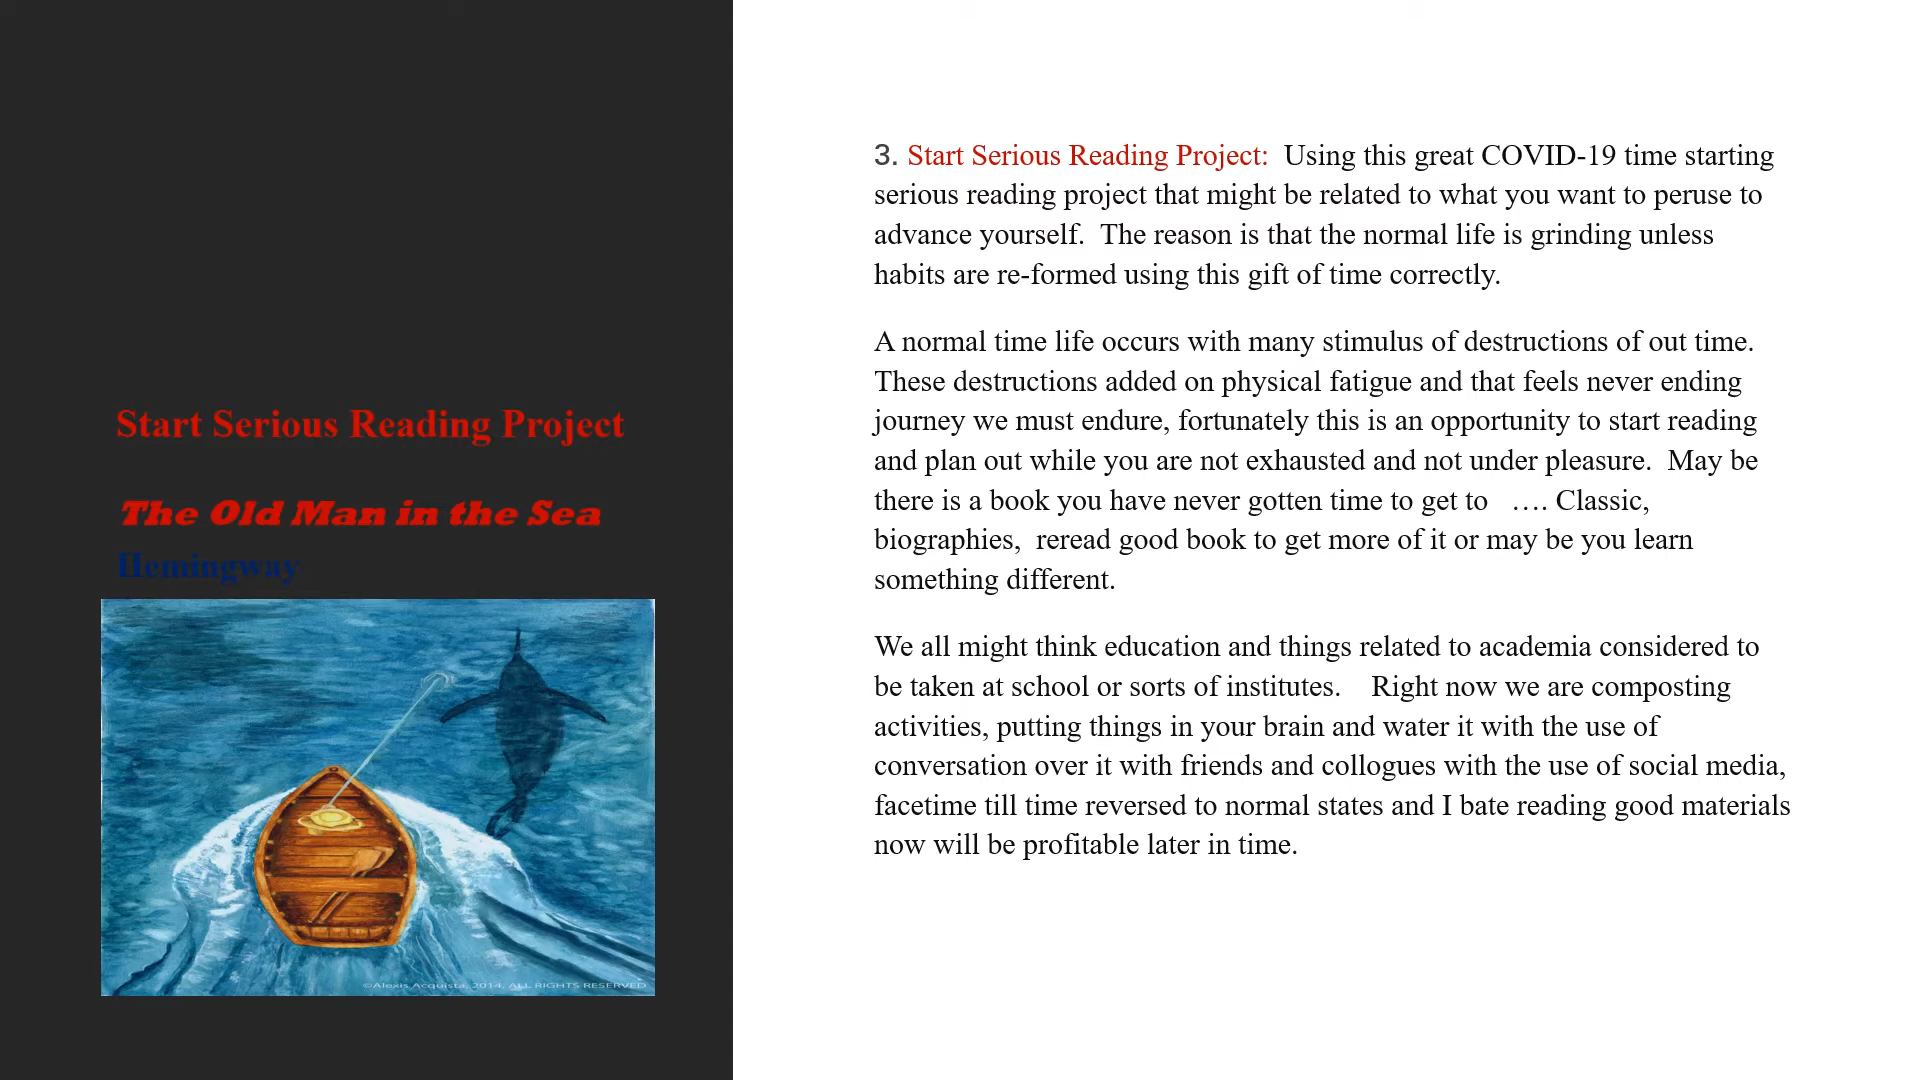 Start Serious Reading Project
The Old Man in the Sea
Hemingway
©Alexis Acquista, 2014. ALL RIGHTS RESERVED
3. Start Serious Reading Project:  Using this great COVID-19 time starting
serious reading project that might be related to what you want to peruse to
advance yourself.  The reason is that the normal life is grinding unless
habits are re-formed using this gift of time correctly.
A normal time life occurs with many stimulus of destructions of out time.
These destructions added on physical fatigue and that feels never ending
journey we must endure, fortunately this is an opportunity to start reading
and plan out while you are not exhausted and not under pleasure.  May be
there is a book you have never gotten time to get to   …. Classic,
biographies,  reread good book to get more of it or may be you learn
something different.
We all might think education and things related to academia considered to
be taken at school or sorts of institutes.    Right now we are composting
activities, putting things in your brain and water it with the use of
conversation over it with friends and collogues with the use of social media,
facetime till time reversed to normal states and I bate reading good materials
now will be profitable later in time.